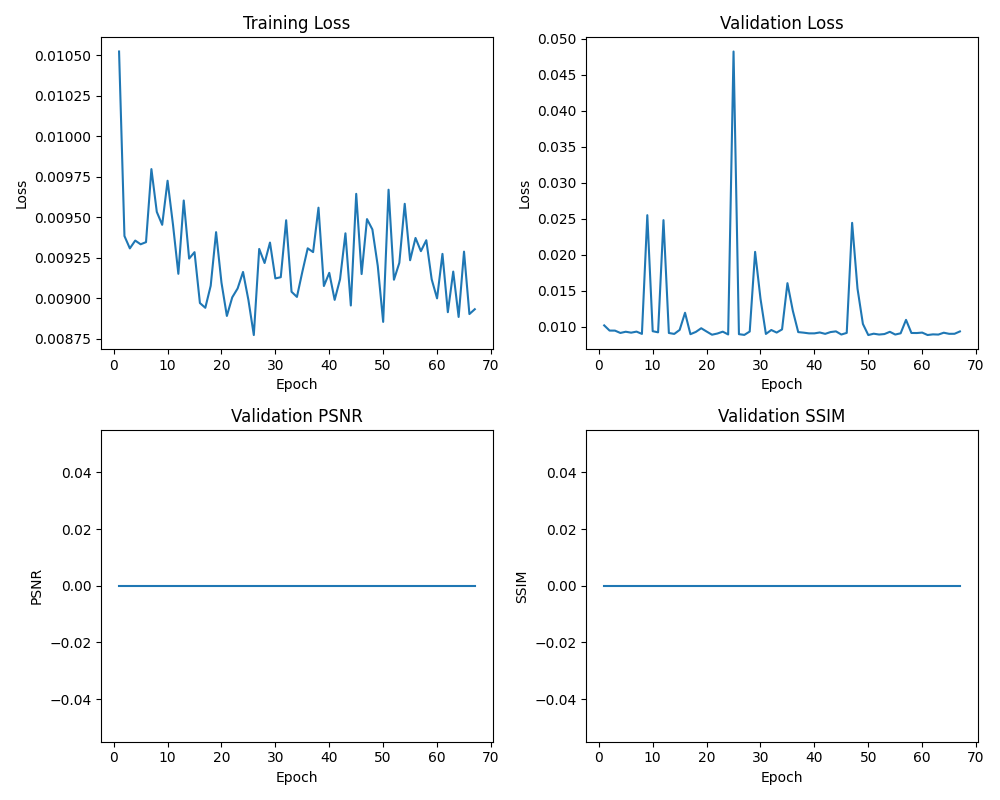 Training Loss
0.01050
0.01025
0.01000
0.00975
0.00950
0.00925
0.00900
0.00875
Loss
0 10 20 30 40 50 60 70
Epoch
Validation Loss
0.050
0.045
0.040
0.035
0.030
0.025
0.020
0.015
0.010
Loss
0 10 20 30 40 50 60 70
Epoch
Validation PSNR
0.04
0.02
0.00
−0.02
−0.04
PSNR
0 10 20 30 40 50 60 70
Epoch
Validation SSIM
0.04
0.02
0.00
−0.02
−0.04
SSIM
0 10 20 30 40 50 60 70
Epoch